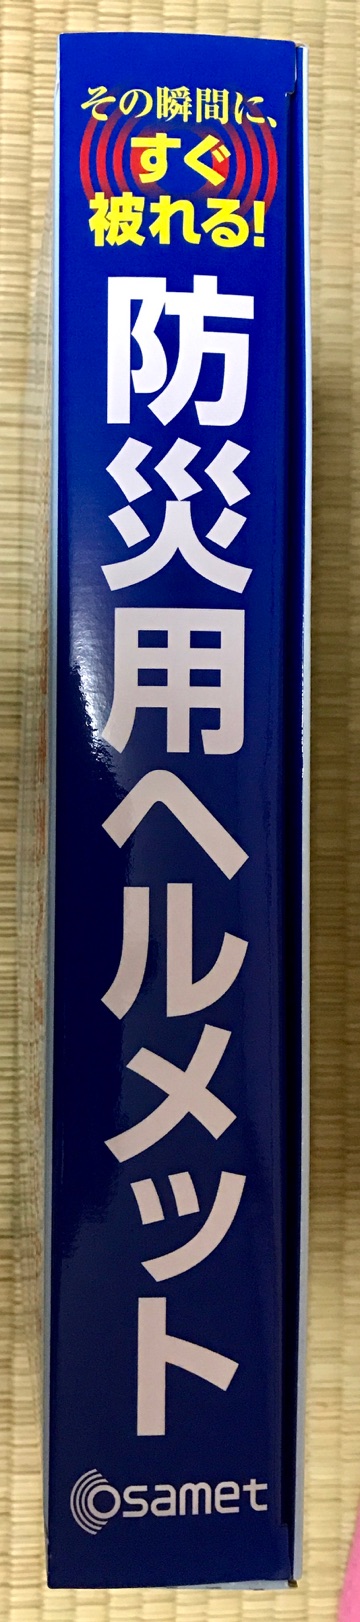 その瞬間に、
すぐ
被れる!
防災用ヘルメット
osamet